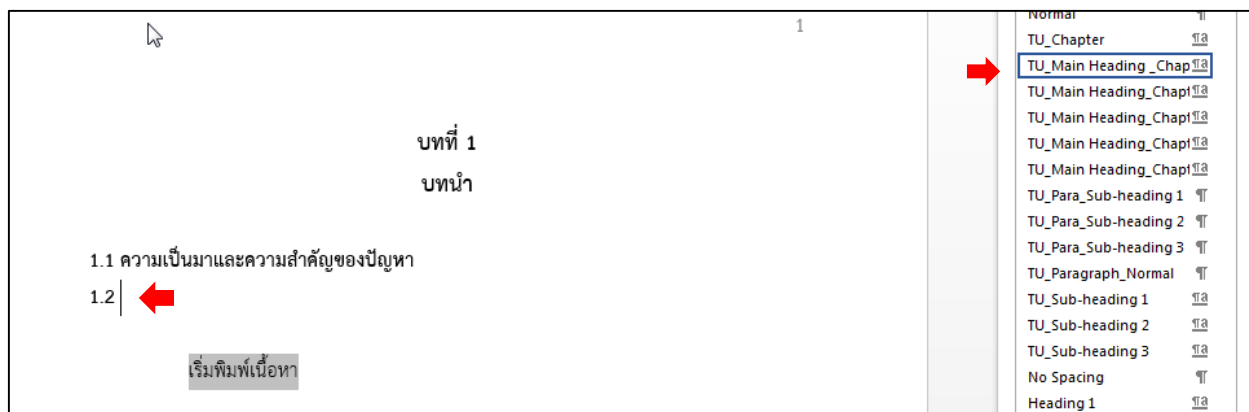 1
บทที่ 1
บทนำ
1.1 ความเป็นมาและความสำคัญของปัญหา
1.2
เริ่มพิมพ์เนื้อหา
Normal
TU_Chapter
TU_Main Heading _Chap
TU_Main Heading_Chapt
TU_Main Heading_Chapt
TU_Main Heading_Chapt
TU_Main Heading_Chapt
TU_Para_Sub-heading 1 ¶
TU_Para_Sub-heading 2 ¶
TU_Para_Sub-heading 3 ¶
TU_Paragraph_Normal ¶
TU_Sub-heading 1
TU_Sub-heading 2
TU_Sub-heading 3
No Spacing ¶
Heading 1